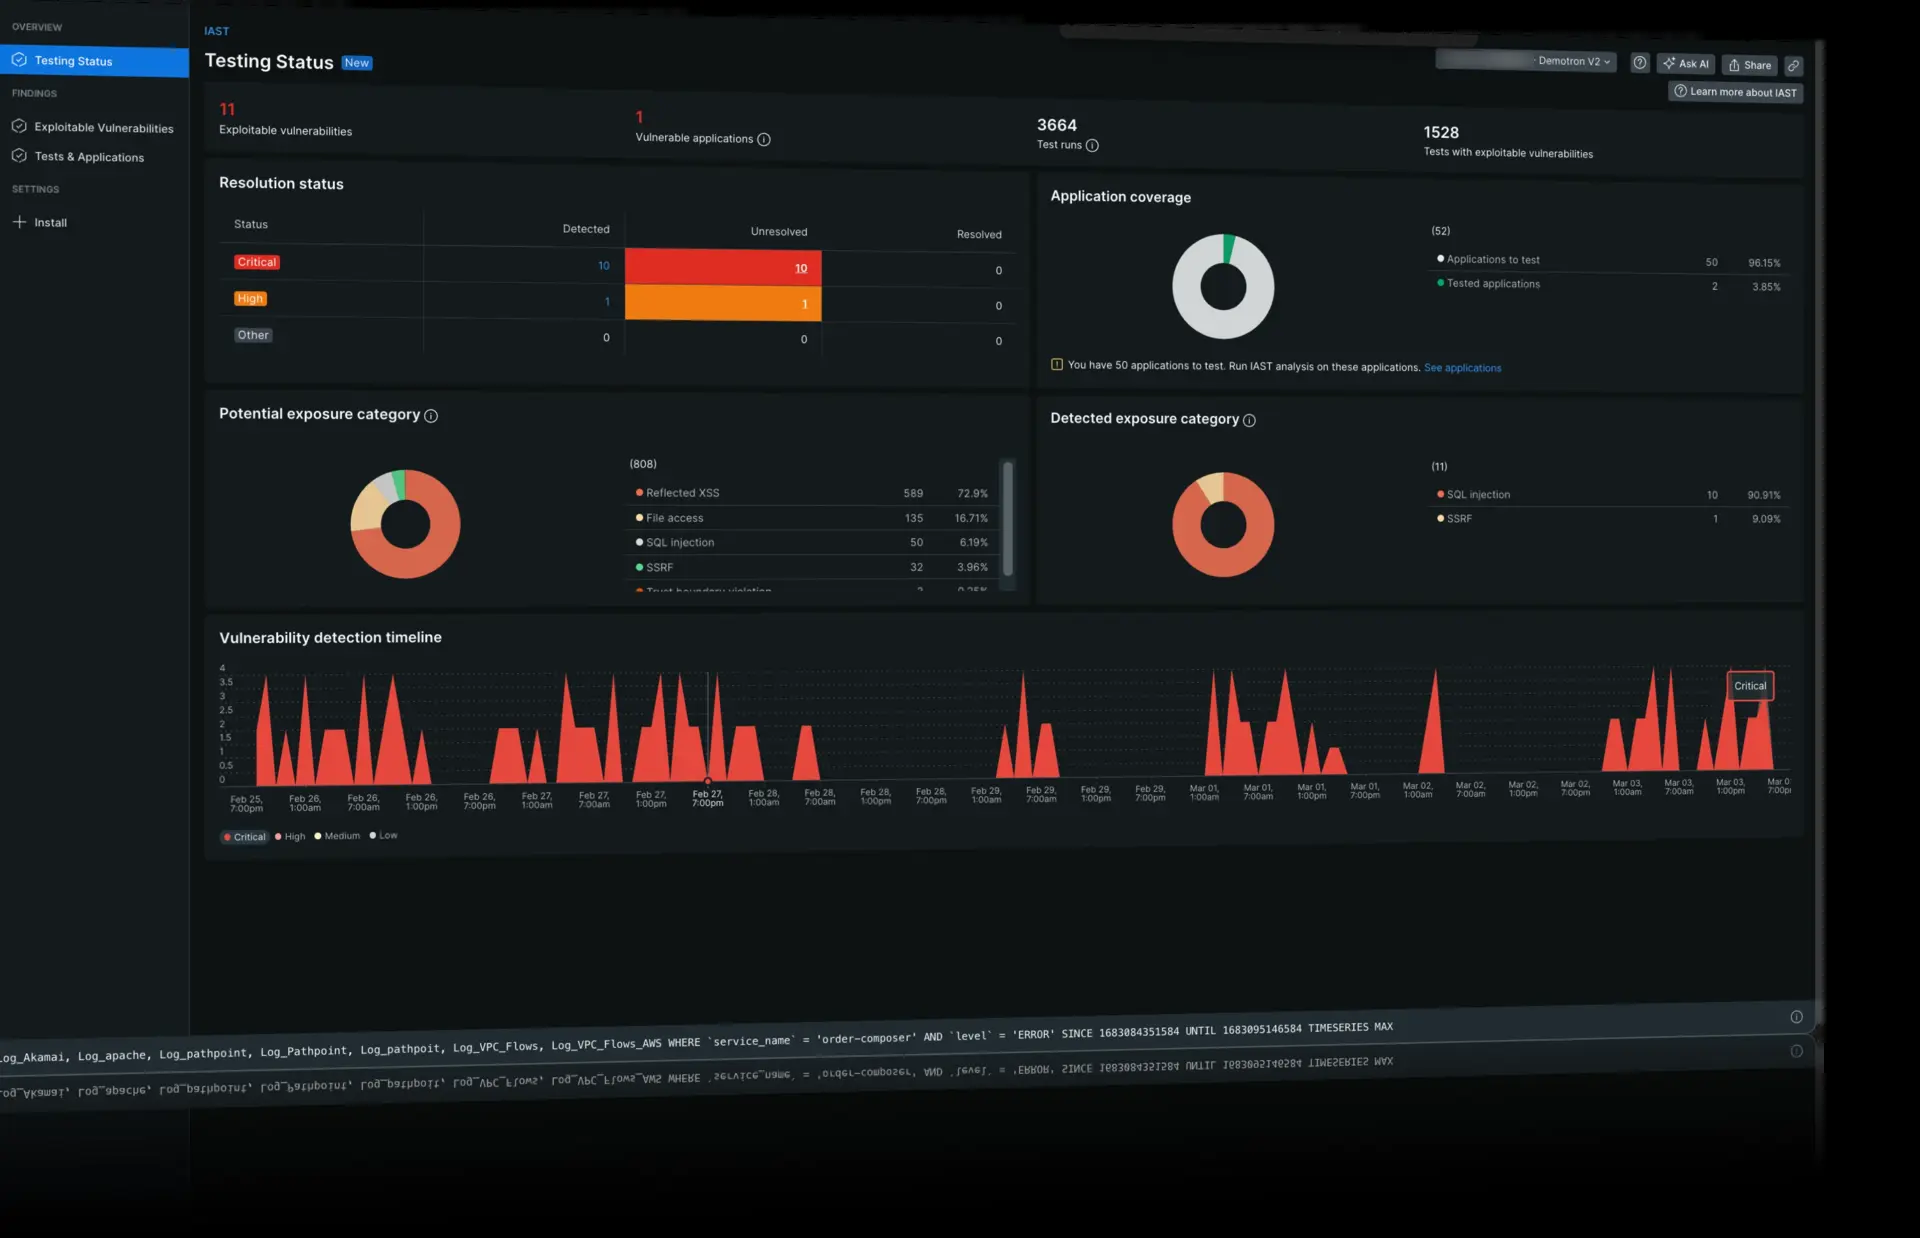 OVERVIEW
Testing Status
FINDINGS
Exploitable Vulnerabilities
Tests & Applications
SETTINGS
Install
IAST
Testing Status New
Demotron V2
Ask AI
Share
Learn more about IAST
11
Exploitable vulnerabilities
1
Vulnerable applications
3664
Test runs
1528
Tests with exploitable vulnerabilities
Resolution status
Status Detected Unresolved Resolved
Critical 10 10 0
High 1 1 0
Other 0 0 0
Application coverage
(52)
Applications to test 50 96.15%
Tested applications 2 3.85%
You have 50 applications to test. Run IAST analysis on these applications. See applications
Potential exposure category
(808)
Reflected XSS 589 72.9%
File access 135 16.71%
SQL injection 50 6.19%
SSRF 32 3.96%
Trust boundary violation
Detected exposure category
(11)
SQL injection 10 90.91%
SSRF 1 9.09%
Vulnerability detection timeline
4
3.5
3
2.5
2
1.5
1
0.5
0
Critical
Feb 25, 7:00pm
Feb 26, 1:00am
Feb 26, 7:00am
Feb 26, 1:00pm
Feb 26, 7:00pm
Feb 27, 1:00am
Feb 27, 7:00am
Feb 27, 1:00pm
Feb 27, 7:00pm
Feb 28, 1:00am
Feb 28, 7:00am
Feb 28, 1:00pm
Feb 28, 7:00pm
Feb 29, 1:00am
Feb 29, 7:00am
Feb 29, 1:00pm
Feb 29, 7:00pm
Mar 01, 1:00am
Mar 01, 7:00am
Mar 01, 1:00pm
Mar 01, 7:00pm
Mar 02, 1:00am
Mar 02, 7:00am
Mar 02, 1:00pm
Mar 02, 7:00pm
Mar 03, 1:00am
Mar 03, 7:00am
Mar 03, 1:00pm
Mar 0 7:00p
Critical High Medium Low
og_Akamai, Log_apache, Log_pathpoint, Log_Pathpoint, Log_pathpoit, Log_VPC_Flows, Log_VPC_Flows_AWS WHERE `service_name` = 'order-composer' AND `level` = 'ERROR' SINCE 1683084351584 UNTIL 1683095146584 TIMESERIES MAX